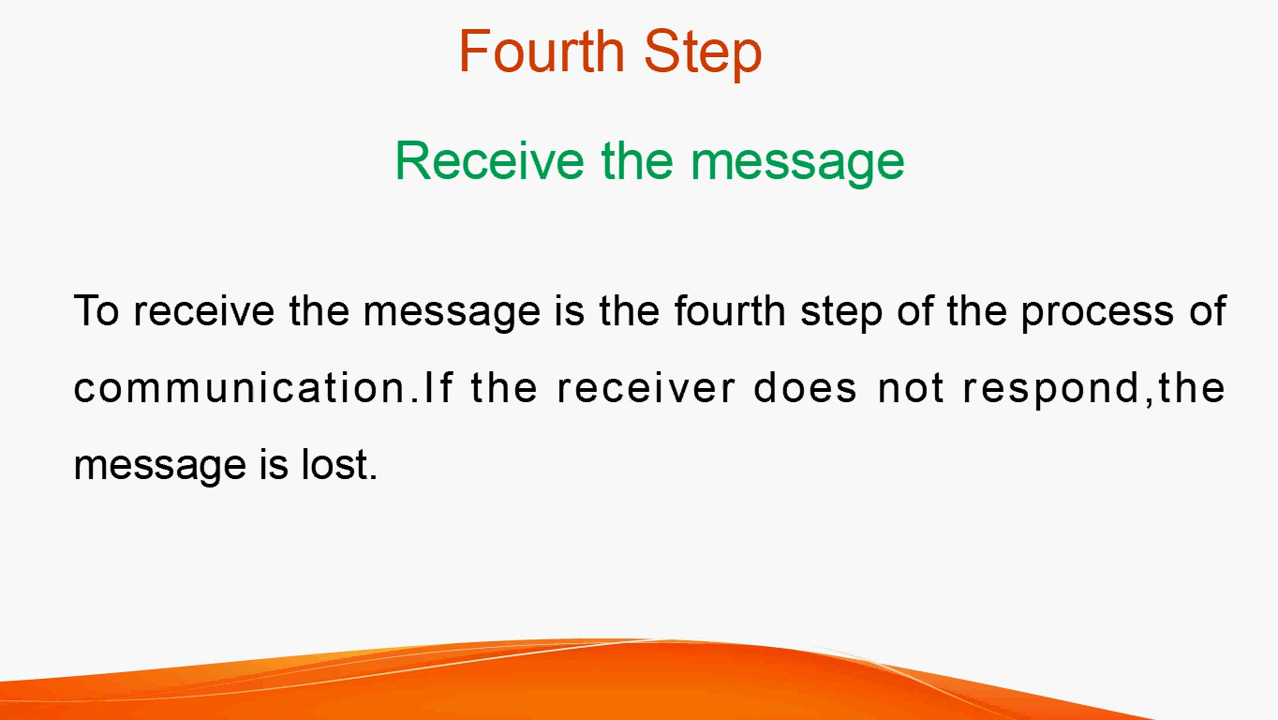 Fourth Step
Receive the message
To receive the message is the fourth step of the process of
communication.If the receiver does not respond,the
message is lost.